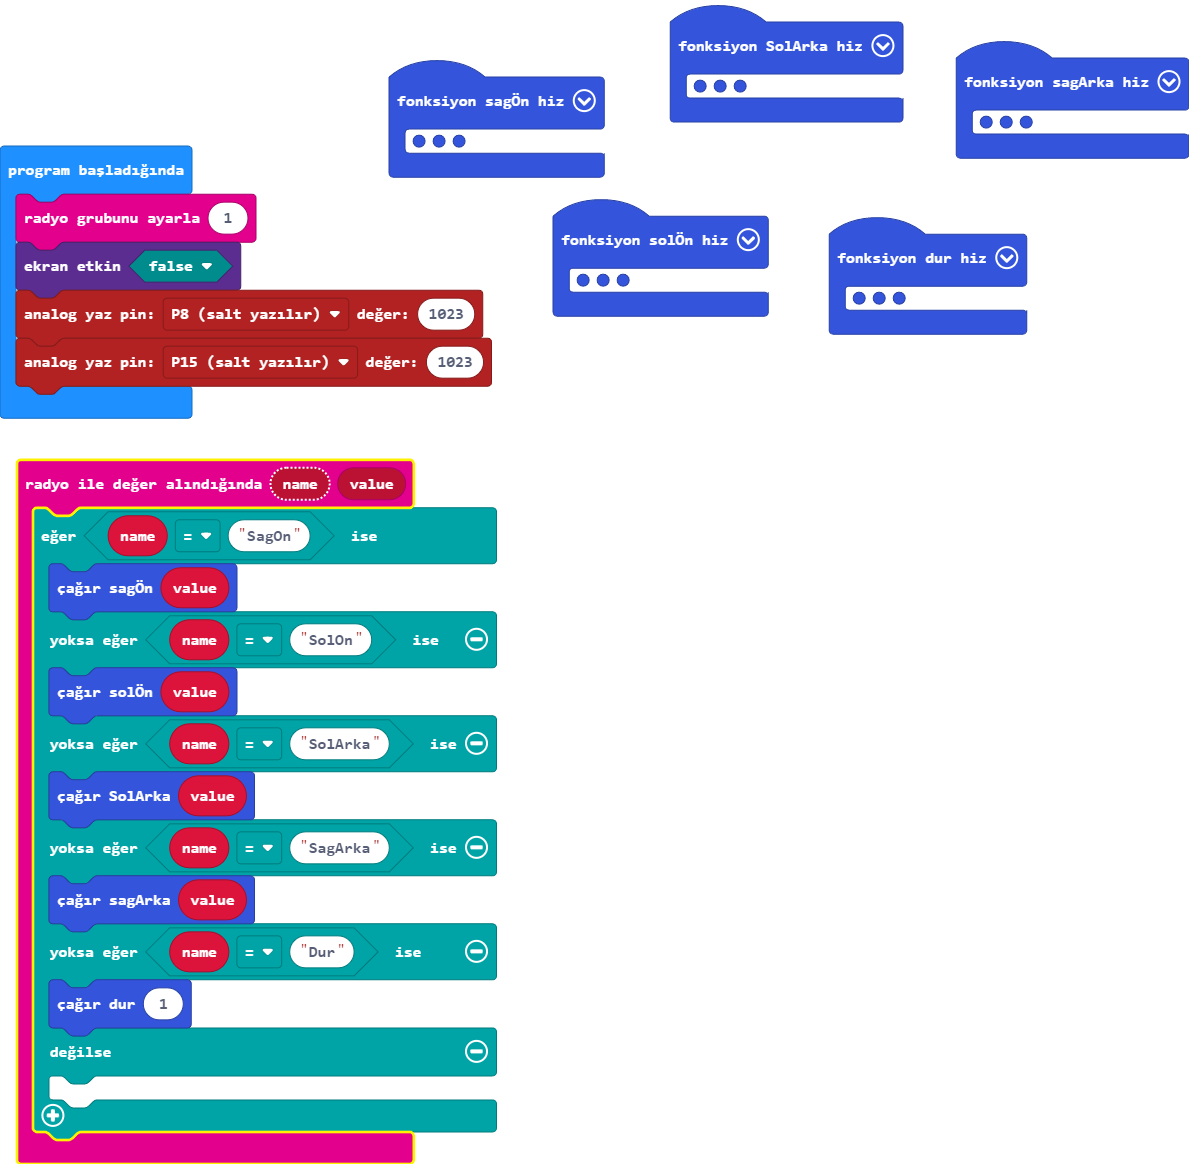 fonksiyon SolArka hiz
fonksiyon sagArka hiz
fonksiyon sagÖn hiz
fonksiyon solÖn hiz
fonksiyon dur hiz
program başladığında
radyo grubunu ayarla 1
ekran etkin false
analog yaz pin: P8 (salt yazılır) değer: 1023
analog yaz pin: P15 (salt yazılır) değer: 1023
radyo ile değer alındığında name value
eğer name = "SagOn" ise
çağır sagÖn value
yoksa eğer name = "SolOn" ise
çağır solÖn value
yoksa eğer name = "SolArka" ise
çağır SolArka value
yoksa eğer name = "SagArka" ise
çağır sagArka value
yoksa eğer name = "Dur" ise
çağır dur 1
değilse